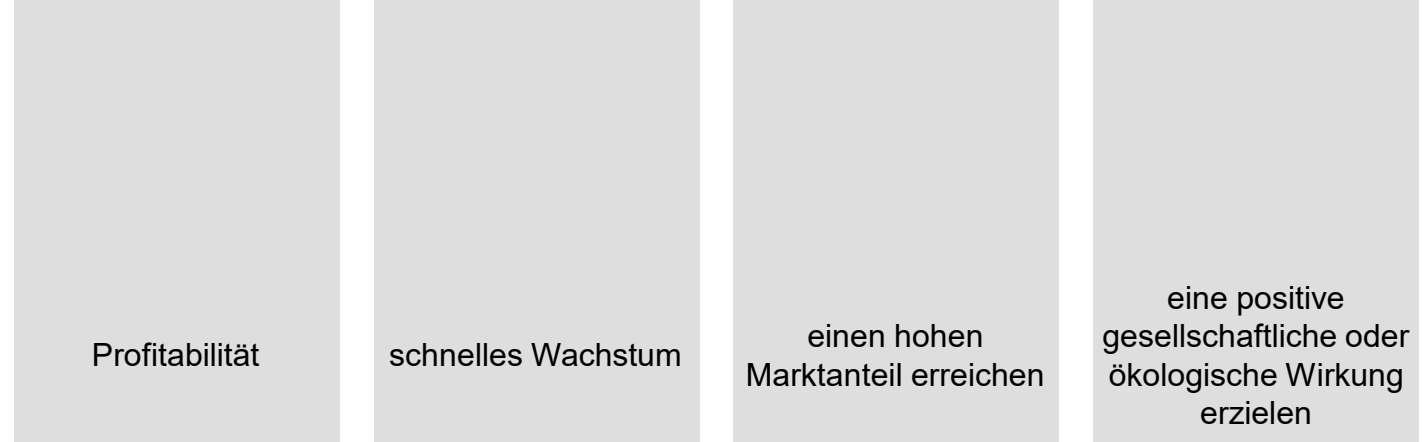 Profitabilität
schnelles Wachstum
einen hohen
Marktanteil erreichen
eine positive
gesellschaftliche oder
ökologische Wirkung
erzielen